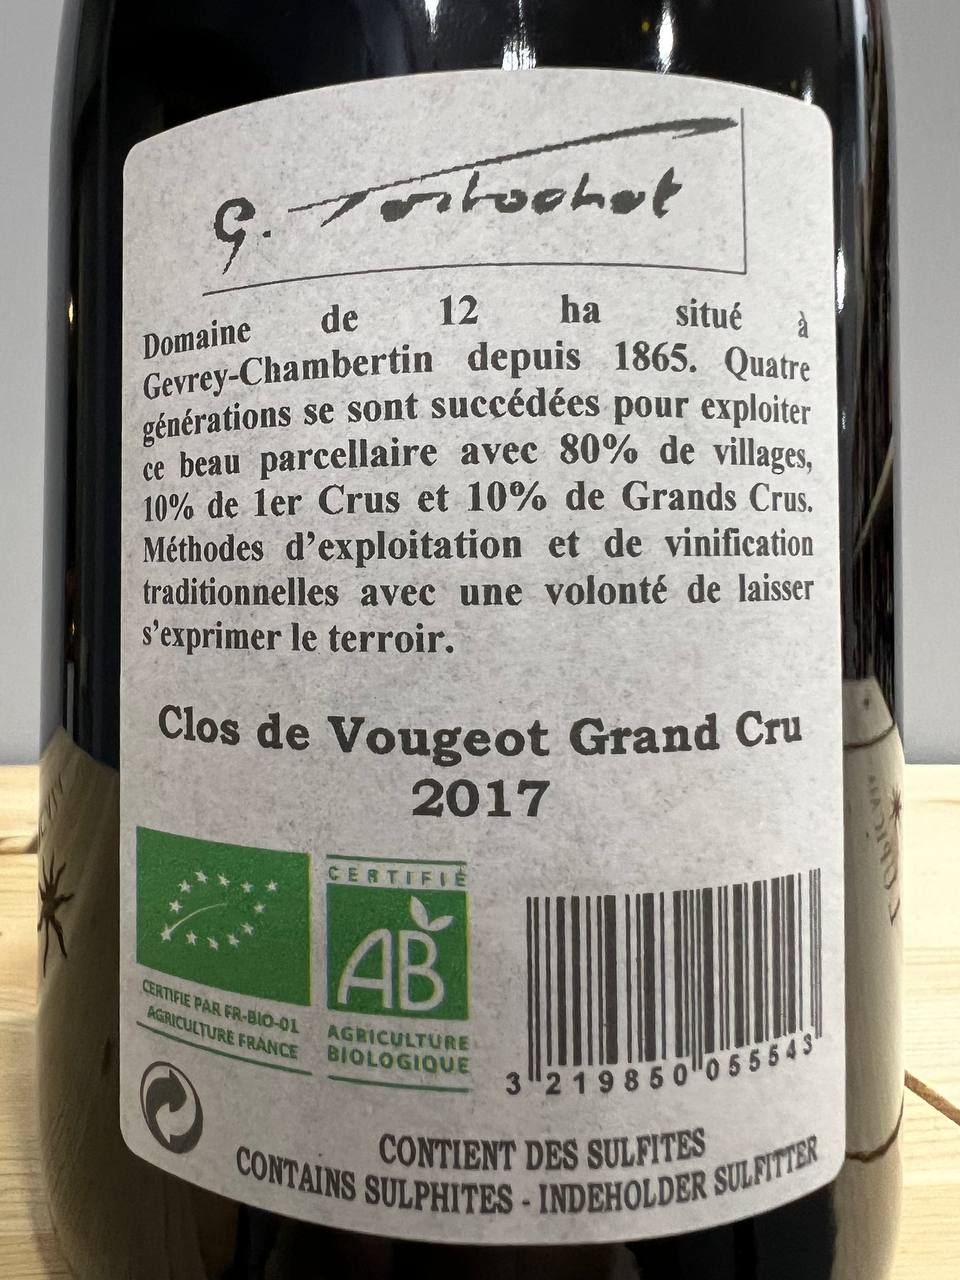 G. Tortochot
Domaine de 12 ha situé à
Gevrey-Chambertin depuis 1865. Quatre
générations se sont succédées pour exploiter
ce beau parcellaire avec 80% de villages,
10% de 1er Crus et 10% de Grands Crus.
Méthodes d’exploitation et de vinification
traditionnelles avec une volonté de laisser
s’exprimer le terroir.
Clos de Vougeot Grand Cru
2017
CERTIFIÉ
AB
CERTIFIE PAR FR-BIO-01
AGRICULTURE FRANCE
AGRICULTURE
BIOLOGIQUE
3 219850 055543
CONTIENT DES SULFITES
CONTAINS SULPHITES - INDEHOLDER SULFITTER